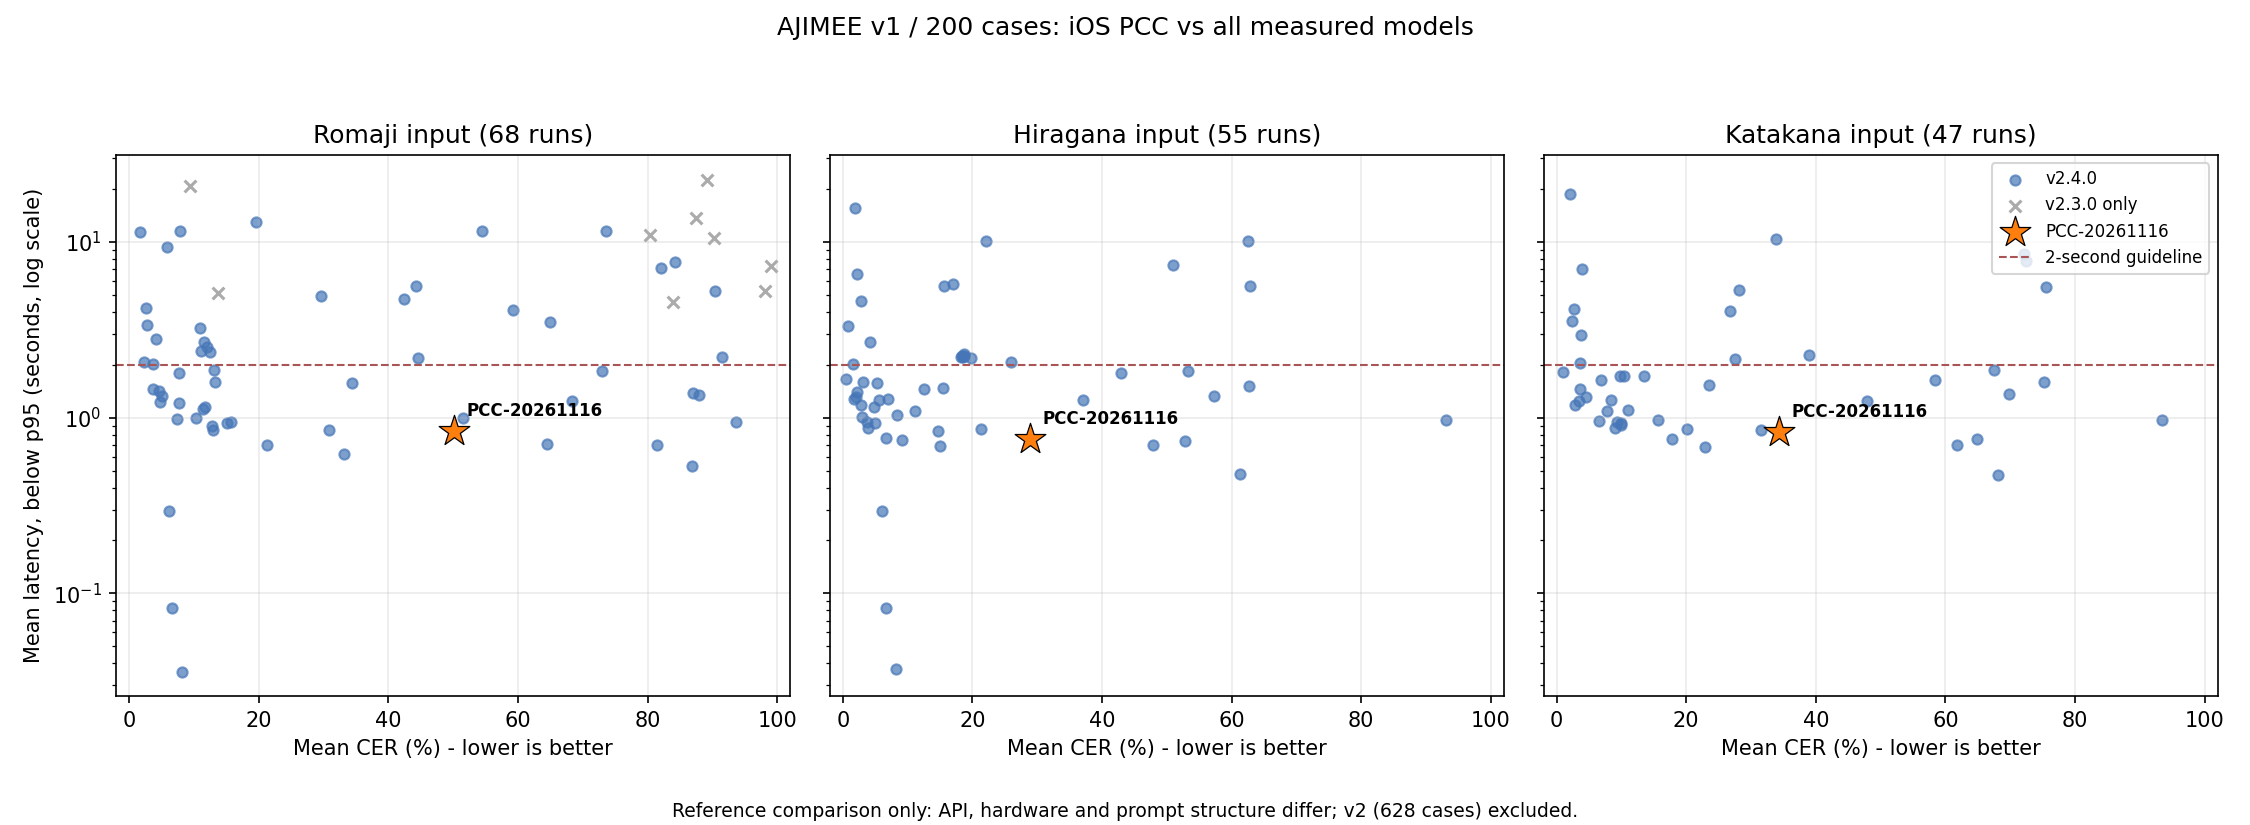 AJIMEE v1 / 200 cases: iOS PCC vs all measured models
Romaji input (68 runs)
Hiragana input (55 runs)
Katakana input (47 runs)
Mean latency, below p95 (seconds, log scale)
10¹
10⁰
10⁻¹
PCC-20261116
PCC-20261116
PCC-20261116
v2.4.0
v2.3.0 only
PCC-20261116
2-second guideline
0 20 40 60 80 100
0 20 40 60 80 100
0 20 40 60 80 100
Mean CER (%) - lower is better
Mean CER (%) - lower is better
Mean CER (%) - lower is better
Reference comparison only: API, hardware and prompt structure differ; v2 (628 cases) excluded.